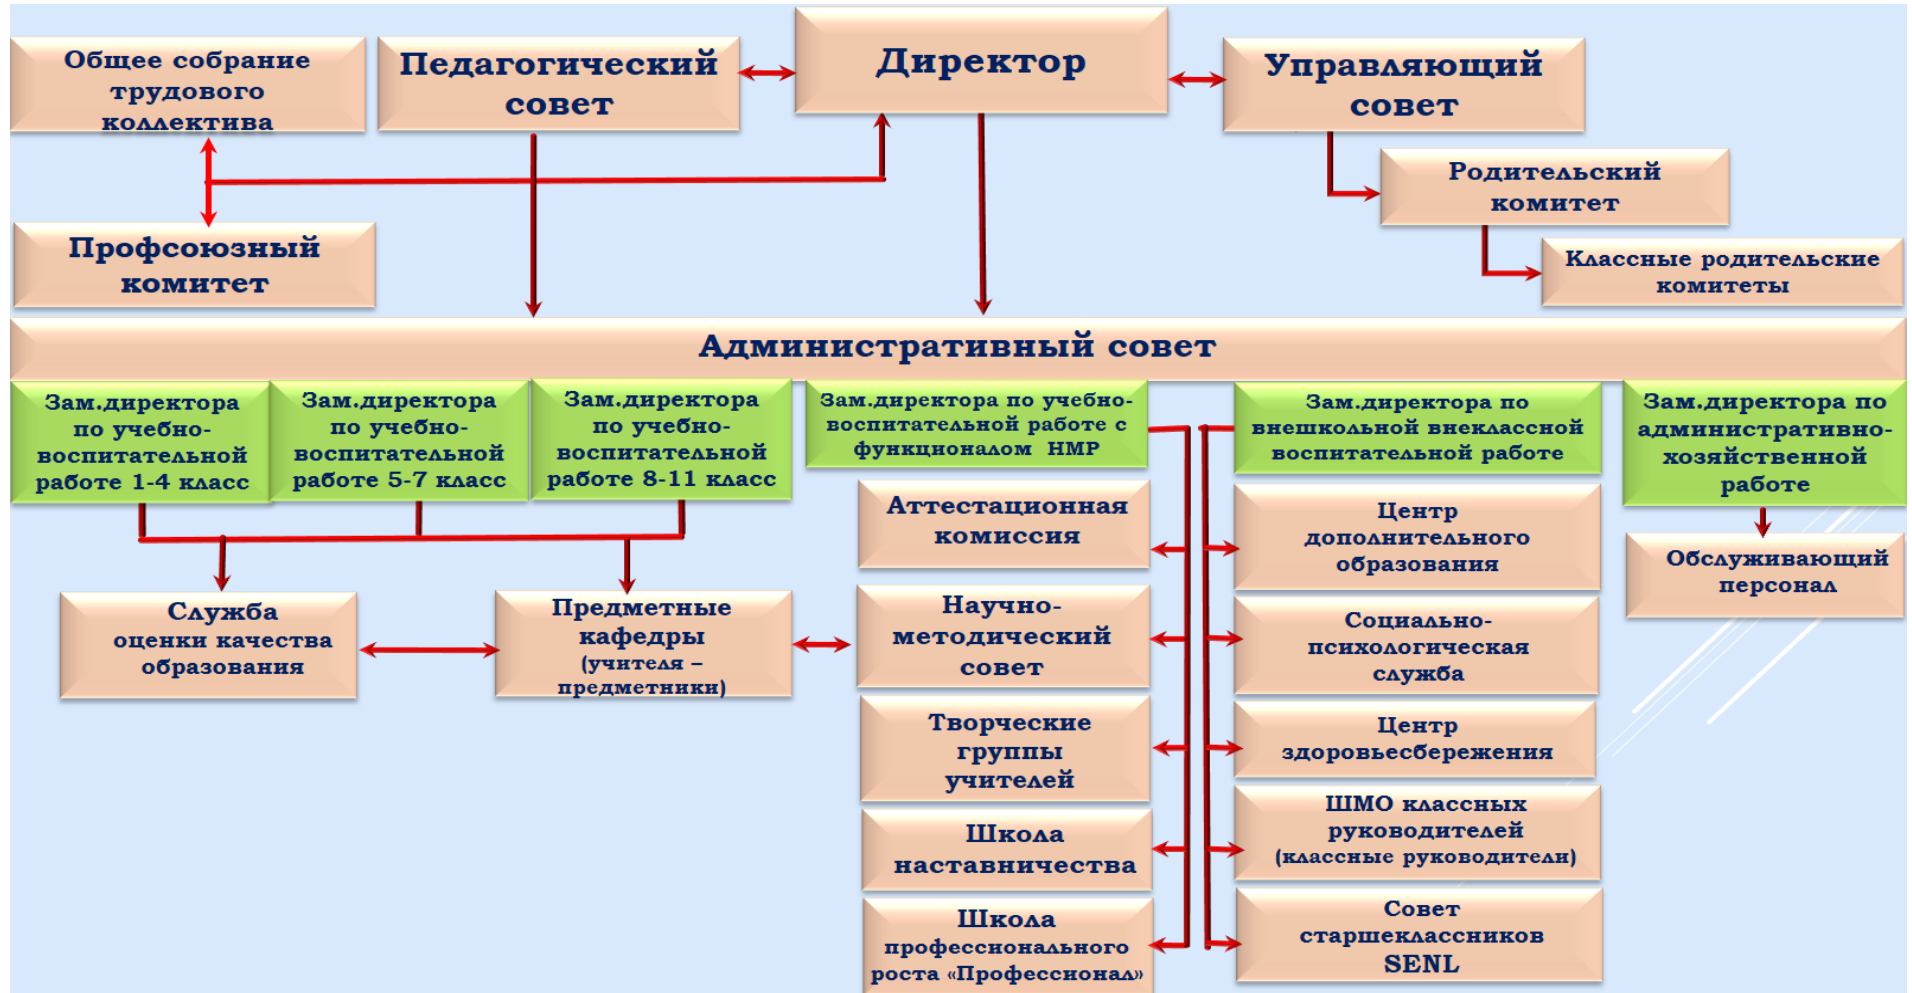 Общее собрание
трудового
коллектива
Педагогический
совет
Директор
Управляющий
совет
Родительский
комитет
Классные родительские
комитеты
Профсоюзный
комитет
Административный совет
Зам.директора
по учебно-
воспитательной
работе 1-4 класс
Зам.директора
по учебно-
воспитательной
работе 5-7 класс
Зам.директора
по учебно-
воспитательной
работе 8-11 класс
Зам.директора по учебно-
воспитательной работе с
функционалом НМР
Зам.директора по
внешкольной внеклассной
воспитательной работе
Зам.директора по
административно-
хозяйственной
работе
Служба
оценки качества
образования
Предметные
кафедры
(учителя –
предметники)
Аттестационная
комиссия
Научно-
методический
совет
Творческие
группы
учителей
Школа
наставничества
Школа
профессионального
роста «Профессионал»
Центр
дополнительного
образования
Социально-
психологическая
служба
Центр
здоровьесбережения
ШМО классных
руководителей
(классные руководители)
Совет
старшеклассников
SENL
Обслуживающий
персонал